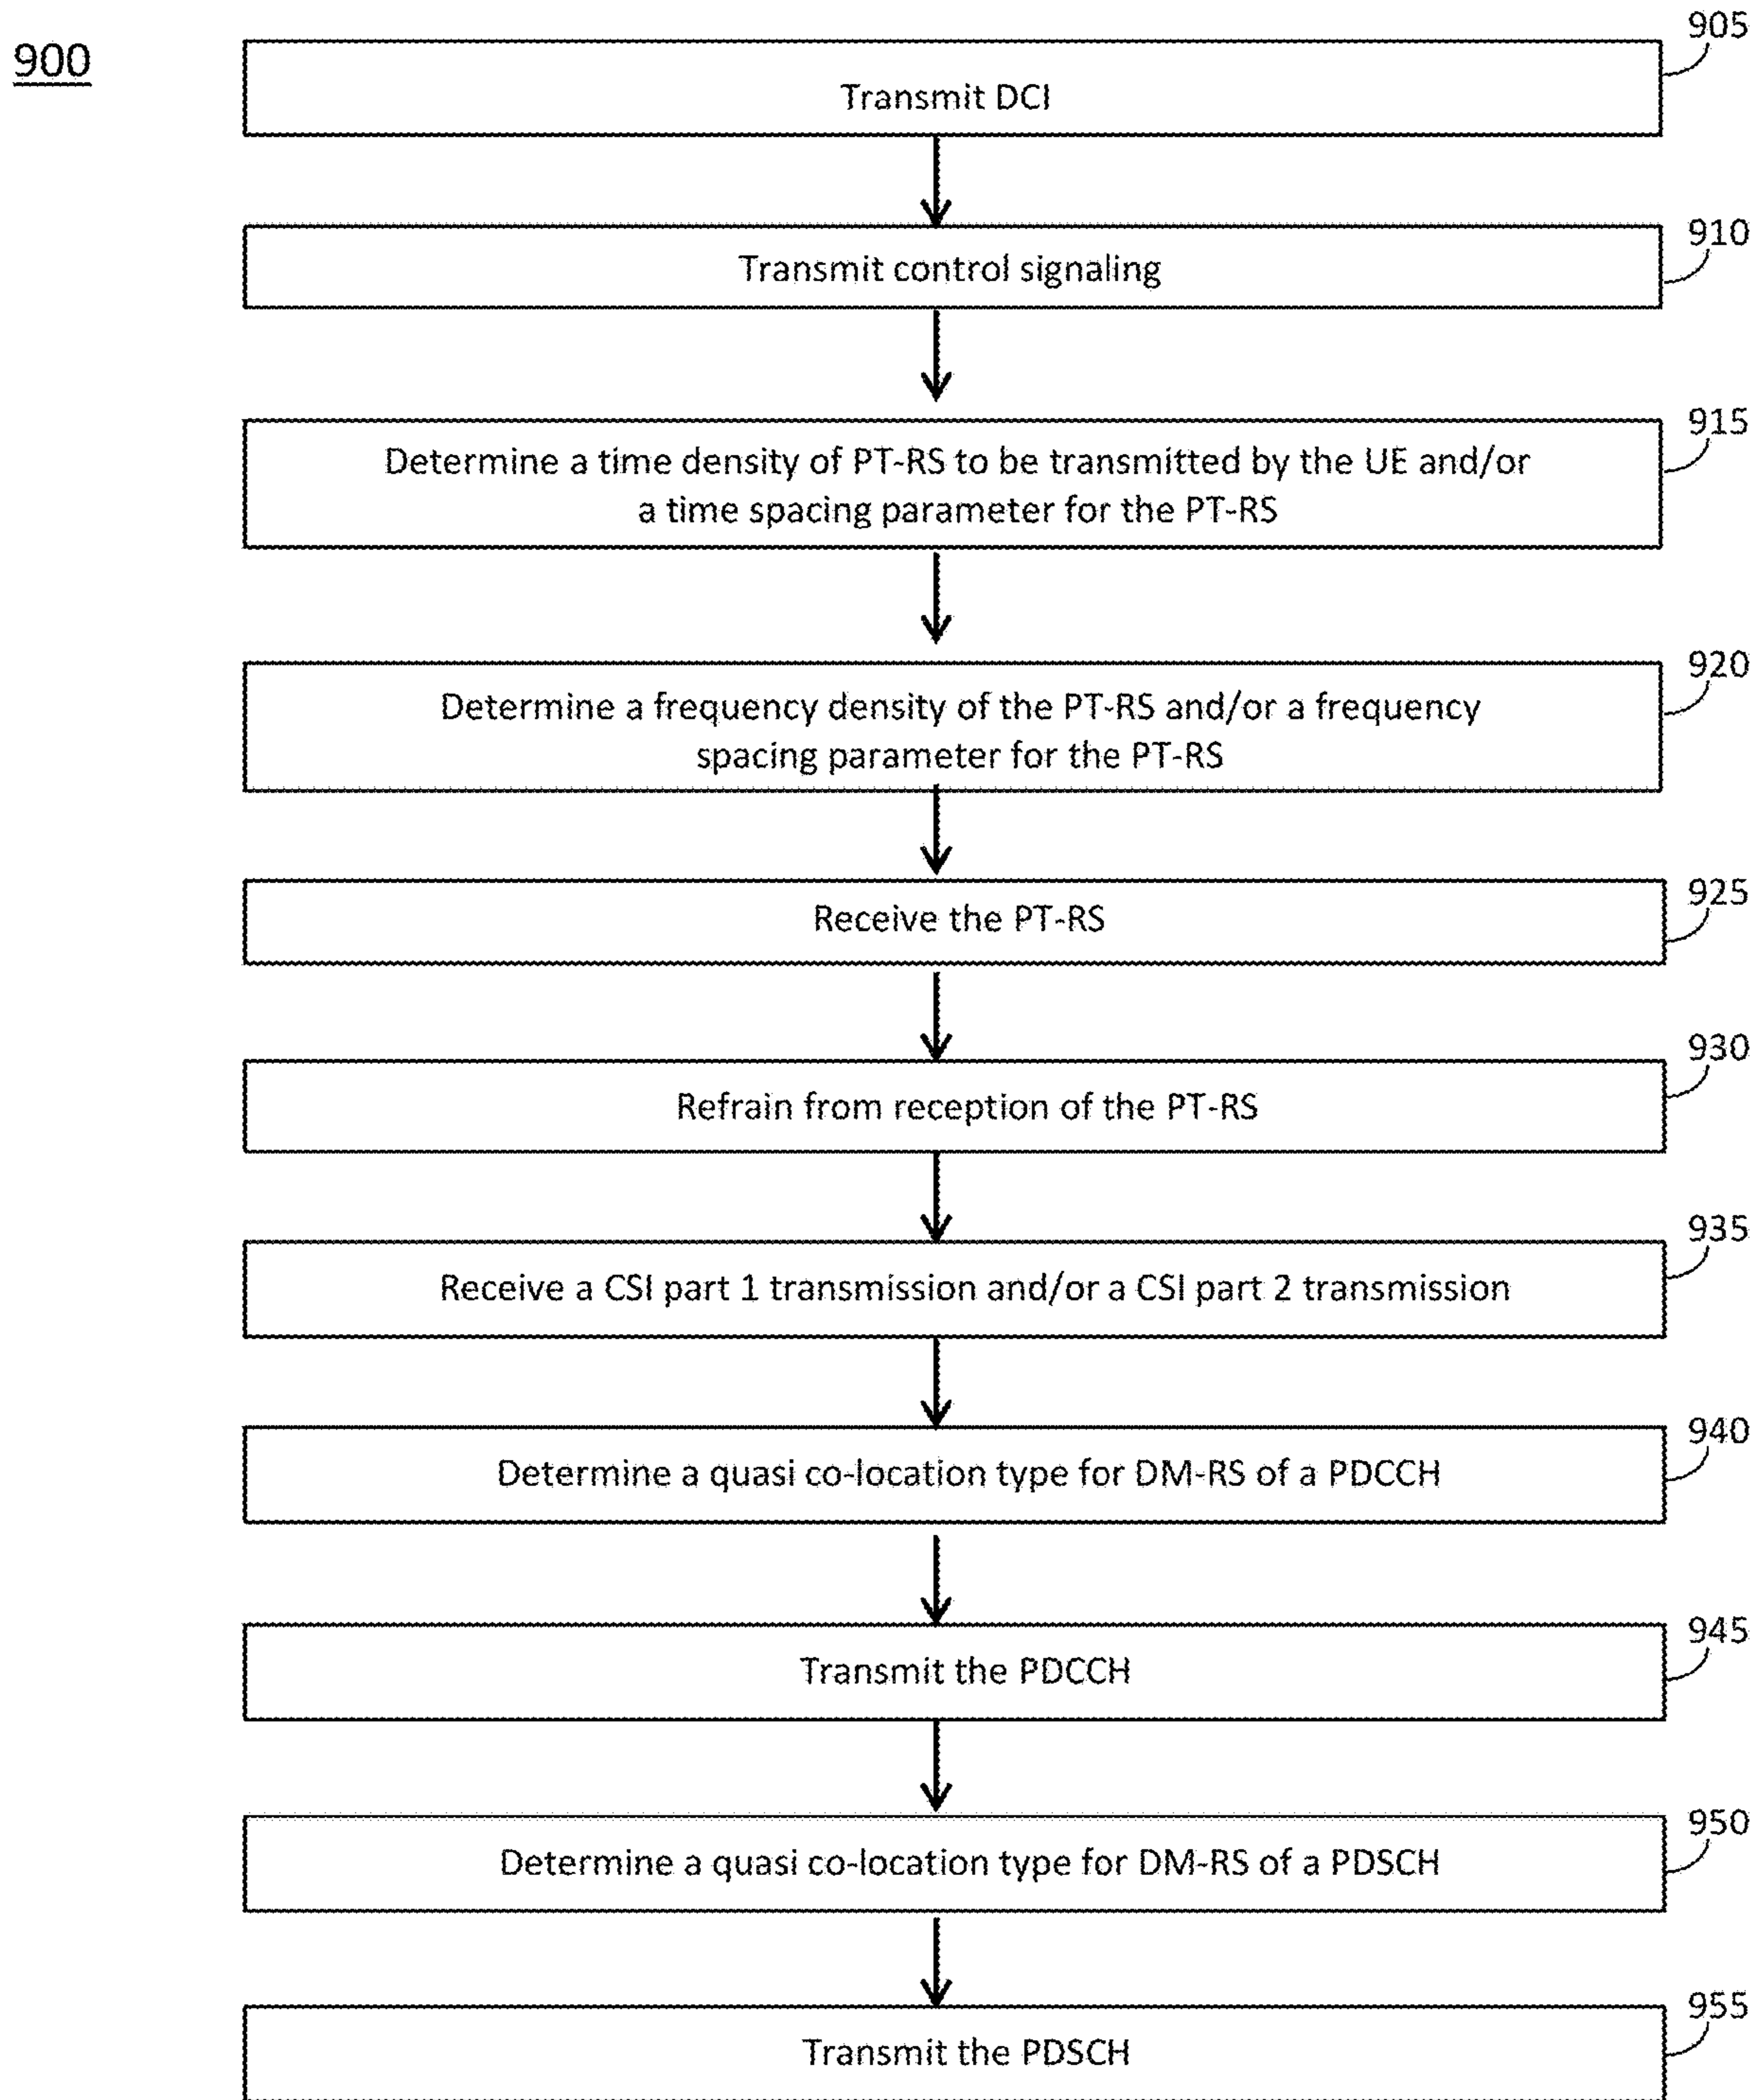 900
905
Transmit DCI
910
Transmit control signaling
915
Determine a time density of PT-RS to be transmitted by the UE and/or
a time spacing parameter for the PT-RS
920
Determine a frequency density of the PT-RS and/or a frequency
spacing parameter for the PT-RS
925
Receive the PT-RS
930
Refrain from reception of the PT-RS
935
Receive a CSI part 1 transmission and/or a CSI part 2 transmission
940
Determine a quasi co-location type for DM-RS of a PDCCH
945
Transmit the PDCCH
950
Determine a quasi co-location type for DM-RS of a PDSCH
955
Transmit the PDSCH